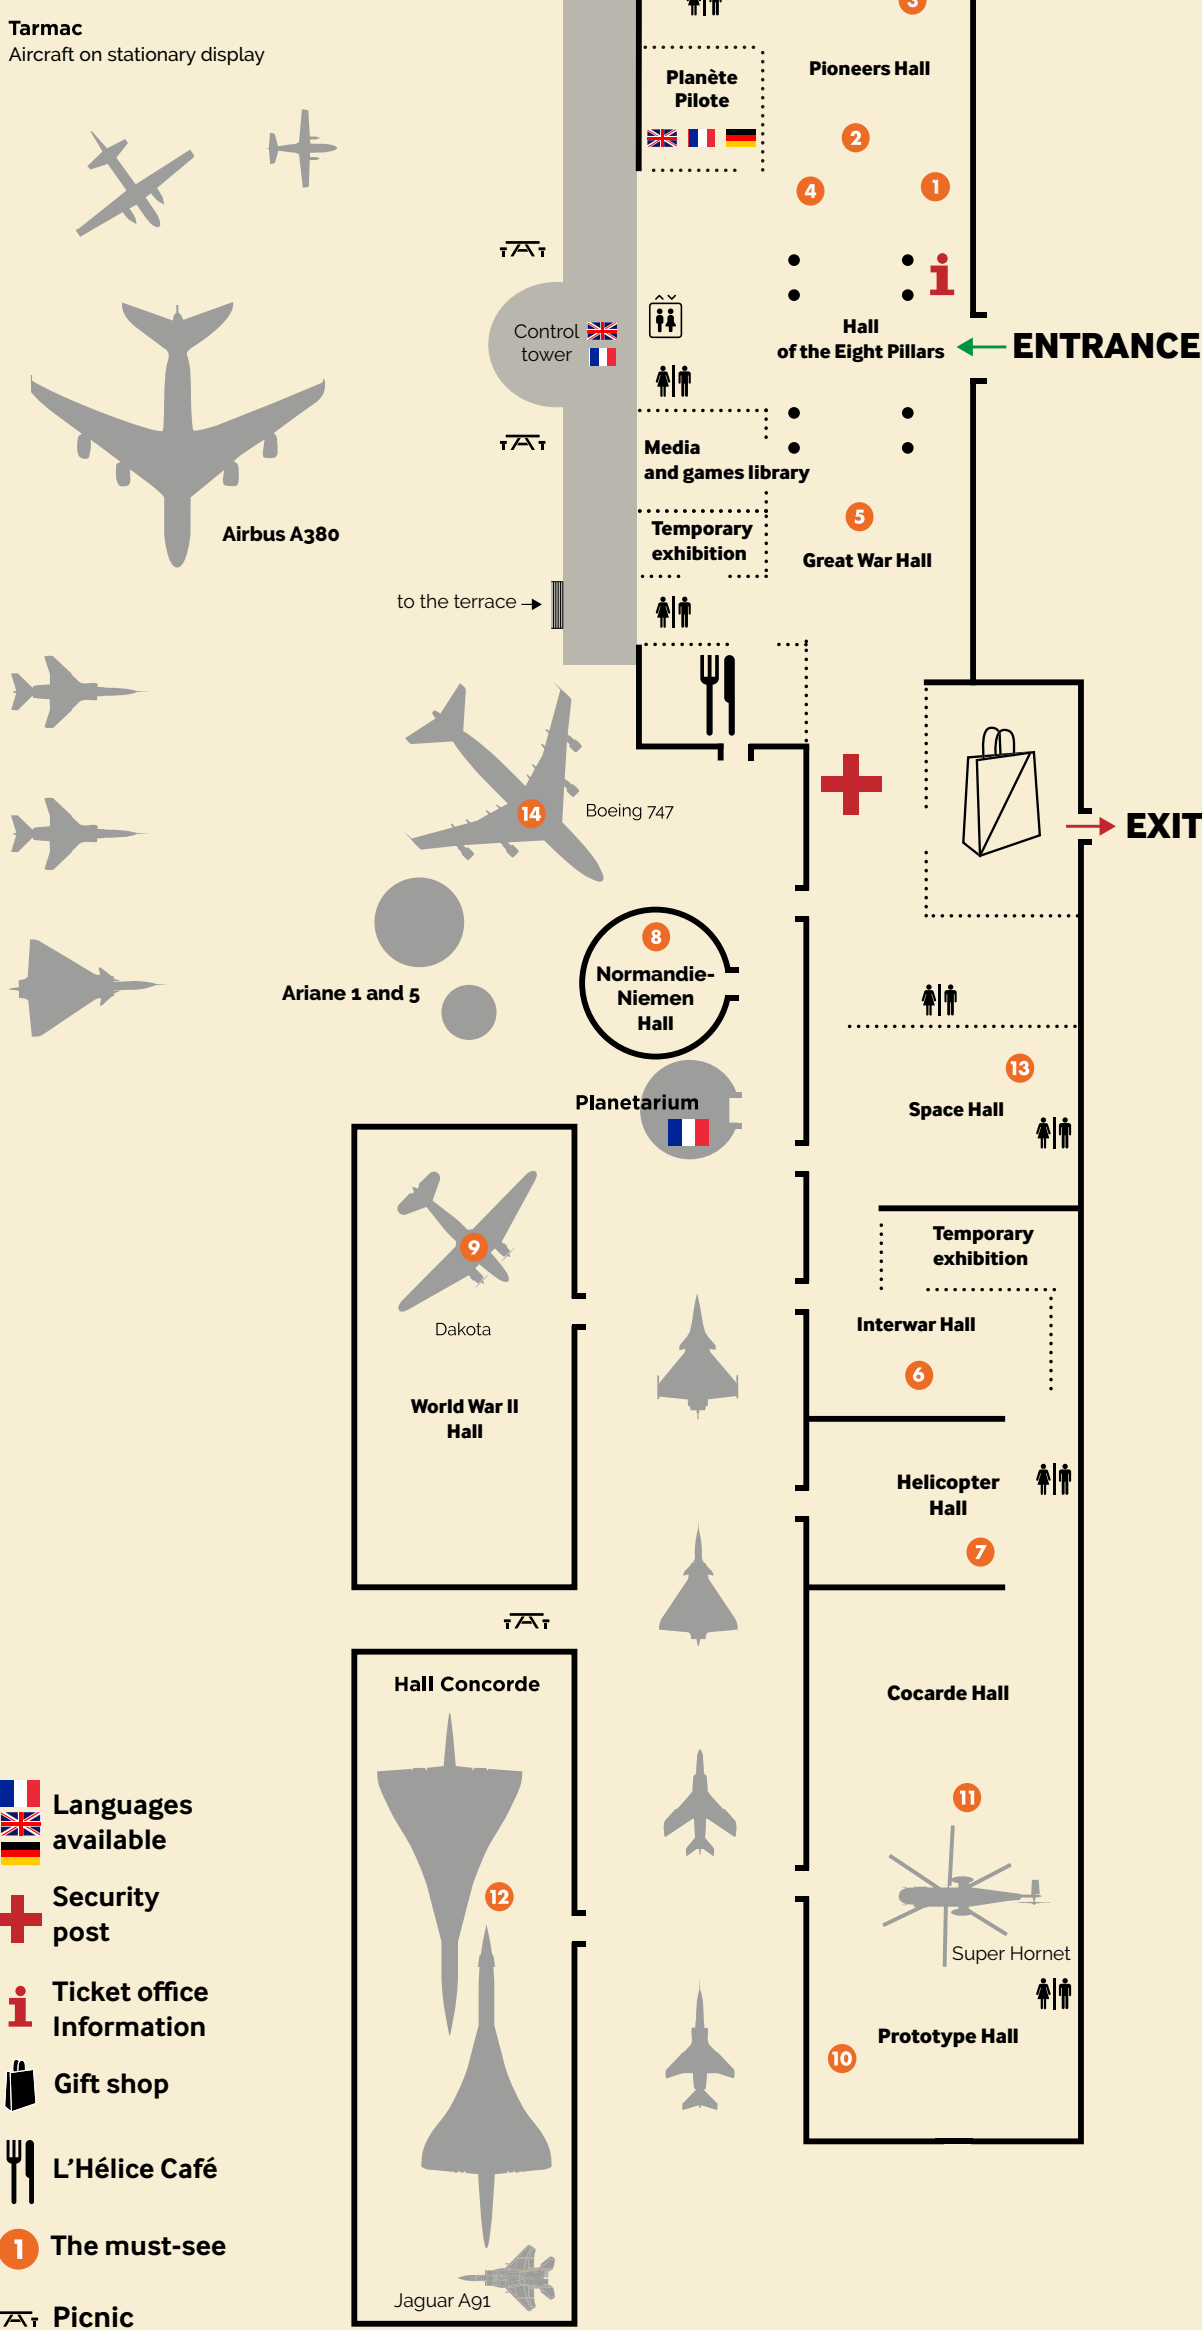 Tarmac
Aircraft on stationary display
3
Pioneers Hall
Planète
Pilote
2
4
1
i
Control
tower
Hall
of the Eight Pillars
ENTRANCE
Media
and games library
5
Airbus A380
Temporary
exhibition
Great War Hall
to the terrace
14
Boeing 747
EXIT
8
Normandie-
Niemen
Hall
Ariane 1 and 5
13
Planetarium
Space Hall
9
Temporary
exhibition
Dakota
Interwar Hall
6
World War II
Hall
Helicopter
Hall
7
Hall Concorde
Cocarde Hall
11
12
Super Hornet
Prototype Hall
10
Jaguar A91
Languages
available
Security
post
i
Ticket office
Information
Gift shop
L'Hélice Café
1
The must-see
Picnic